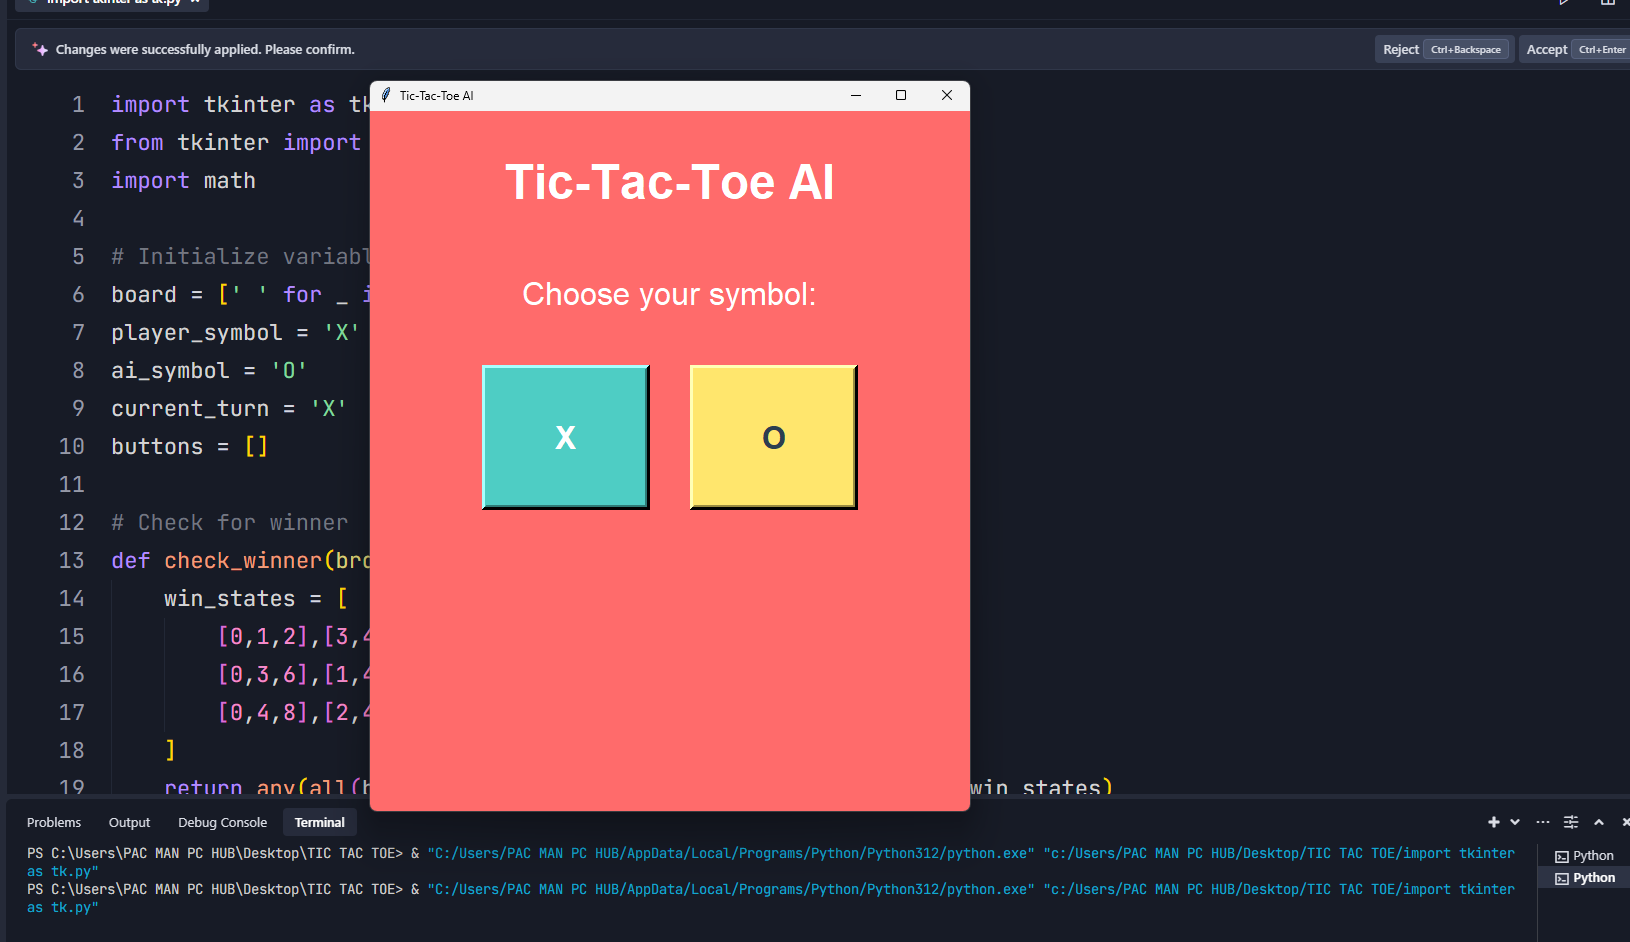 import tkinter as tk.py
Changes were successfully applied. Please confirm.
Reject Ctrl+Backspace Accept Ctrl+Enter
Tic-Tac-Toe AI
Tic-Tac-Toe AI
Choose your symbol:
X O
1 import tkinter as tk
2 from tkinter import
3 import math
4
5 # Initialize variabl
6 board = [' ' for _ i
7 player_symbol = 'X'
8 ai_symbol = 'O'
9 current_turn = 'X'
10 buttons = []
11
12 # Check for winner
13 def check_winner(bro
14 win_states = [
15 [0,1,2],[3,4
16 [0,3,6],[1,4
17 [0,4,8],[2,4
18 ]
19 return any(all(b win_states)
Problems Output Debug Console Terminal
PS C:\Users\PAC MAN PC HUB\Desktop\TIC TAC TOE> & "C:/Users/PAC MAN PC HUB/AppData/Local/Programs/Python/Python312/python.exe" "c:/Users/PAC MAN PC HUB/Desktop/TIC TAC TOE/import tkinter
as tk.py"
PS C:\Users\PAC MAN PC HUB\Desktop\TIC TAC TOE> & "C:/Users/PAC MAN PC HUB/AppData/Local/Programs/Python/Python312/python.exe" "c:/Users/PAC MAN PC HUB/Desktop/TIC TAC TOE/import tkinter
as tk.py"
Python
Python